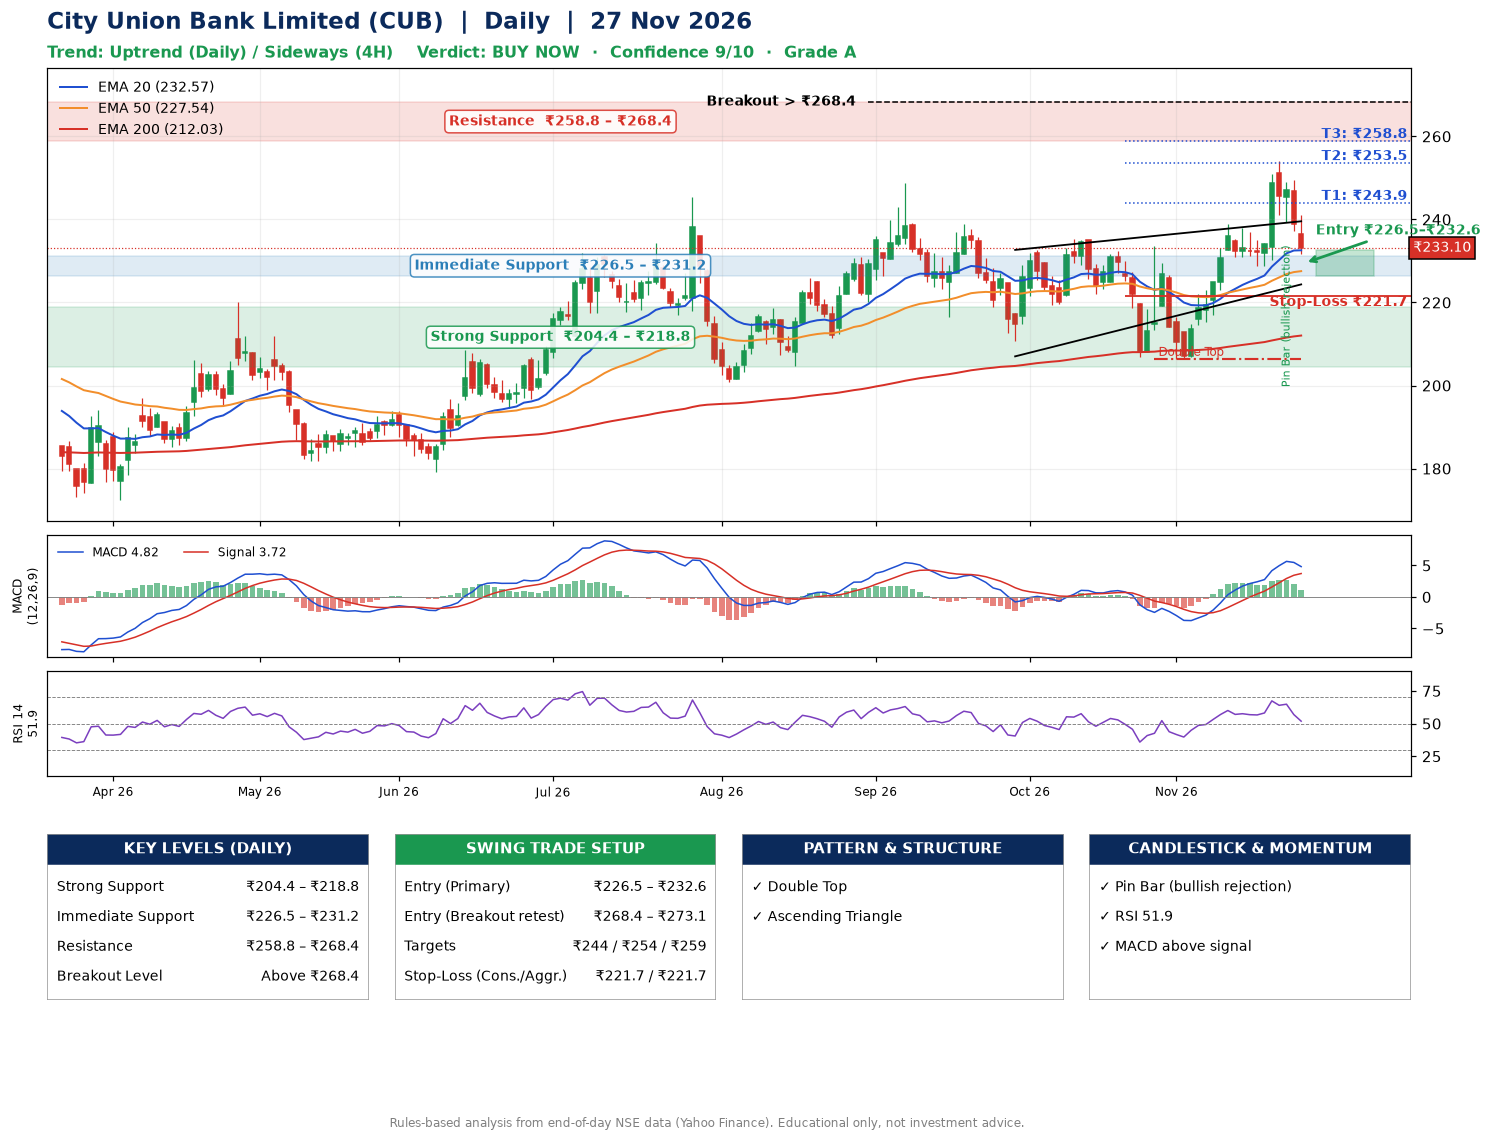 City Union Bank Limited (CUB) | Daily | 27 Nov 2026
Trend: Uptrend (Daily) / Sideways (4H) Verdict: BUY NOW · Confidence 9/10 · Grade A
EMA 20 (232.57)
EMA 50 (227.54)
EMA 200 (212.03)
Breakout > ₹268.4
Resistance ₹258.8 – ₹268.4
T3: ₹258.8
T2: ₹253.5
T1: ₹243.9
Entry ₹226.5–₹232.6
₹233.10
Immediate Support ₹226.5 – ₹231.2
Stop-Loss ₹221.7
Strong Support ₹204.4 – ₹218.8
Double Top
Pin Bar (bullish rejection)
260
240
220
200
180
MACD 4.82 Signal 3.72
MACD
(12,26,9)
5
0
−5
RSI 14
51.9
75
50
25
Apr 26 May 26 Jun 26 Jul 26 Aug 26 Sep 26 Oct 26 Nov 26
KEY LEVELS (DAILY)
Strong Support ₹204.4 – ₹218.8
Immediate Support ₹226.5 – ₹231.2
Resistance ₹258.8 – ₹268.4
Breakout Level Above ₹268.4
SWING TRADE SETUP
Entry (Primary) ₹226.5 – ₹232.6
Entry (Breakout retest) ₹268.4 – ₹273.1
Targets ₹244 / ₹254 / ₹259
Stop-Loss (Cons./Aggr.) ₹221.7 / ₹221.7
PATTERN & STRUCTURE
✓ Double Top
✓ Ascending Triangle
CANDLESTICK & MOMENTUM
✓ Pin Bar (bullish rejection)
✓ RSI 51.9
✓ MACD above signal
Rules-based analysis from end-of-day NSE data (Yahoo Finance). Educational only, not investment advice.